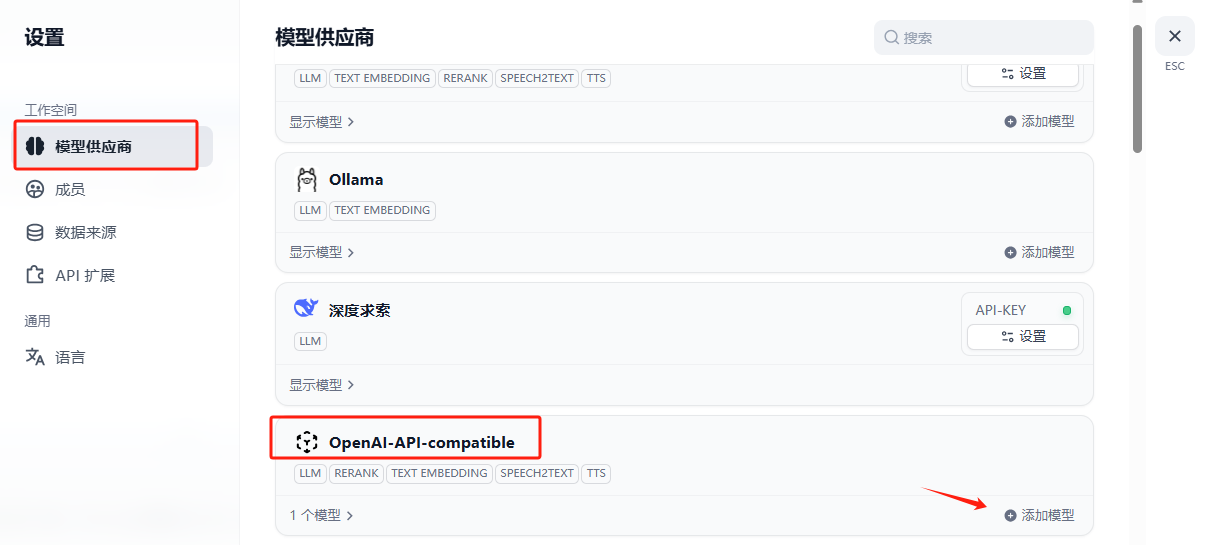 设置
工作空间
模型供应商
成员
数据来源
API 扩展
通用
语言
模型供应商
搜索
ESC
LLM TEXT EMBEDDING RERANK SPEECH2TEXT TTS
设置
显示模型
添加模型
Ollama
LLM TEXT EMBEDDING
显示模型
添加模型
深度求索
API-KEY
LLM
设置
显示模型
OpenAI-API-compatible
LLM RERANK TEXT EMBEDDING SPEECH2TEXT TTS
1 个模型
添加模型